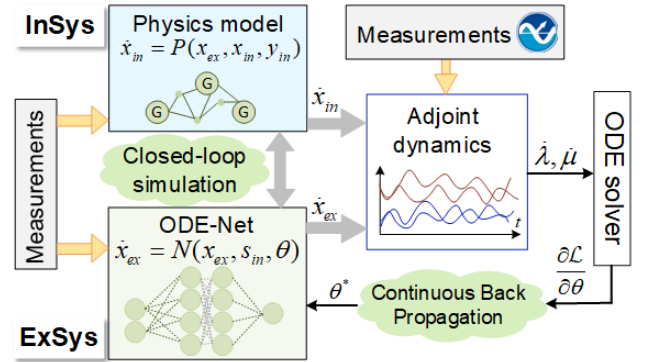 InSys
Physics model
ẋ_in = P(x_ex, x_in, y_in)
G
G
G
Measurements
ẋ_in
Measurements
Closed-loop
simulation
Adjoint
dynamics
t
λ̇, μ̇
ODE solver
ẋ_ex
ODE-Net
ẋ_ex = N(x_ex, s_in, θ)
∂ℒ
∂θ
θ*
Continuous Back
Propagation
ExSys